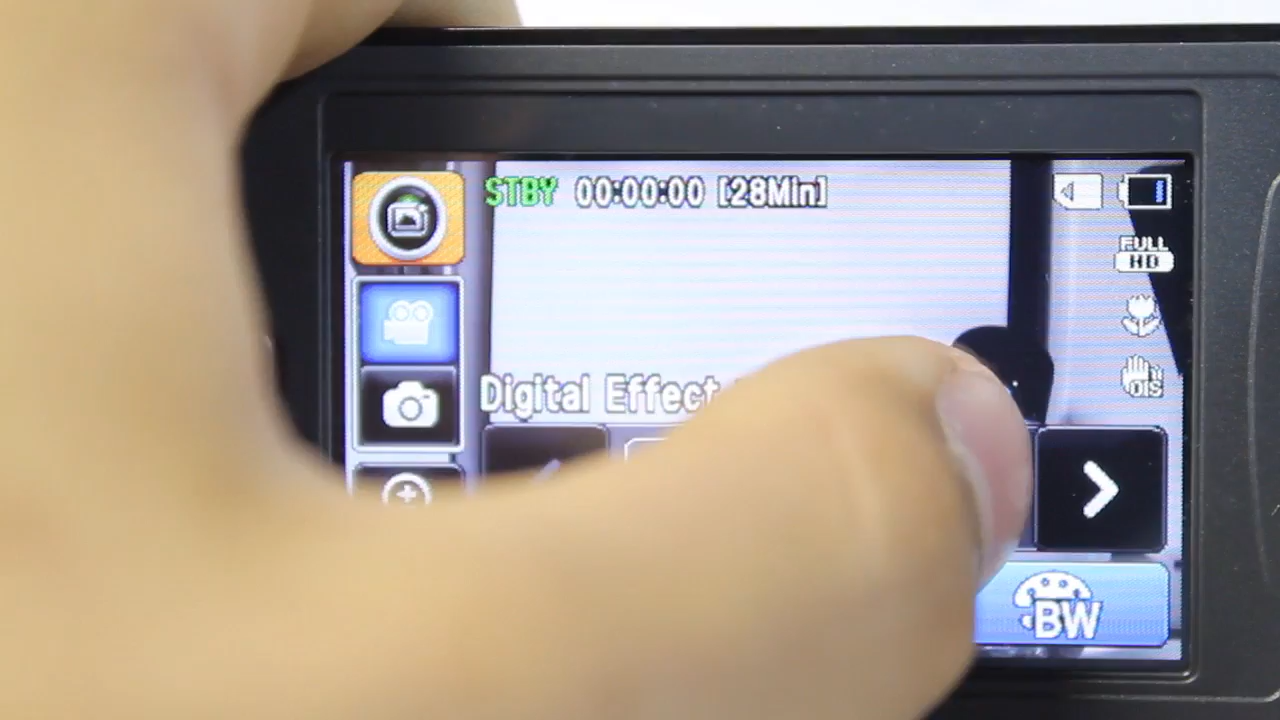 STBY 00:00:00 [28Min]
FULL
HD
OIS
Digital Effect
BW